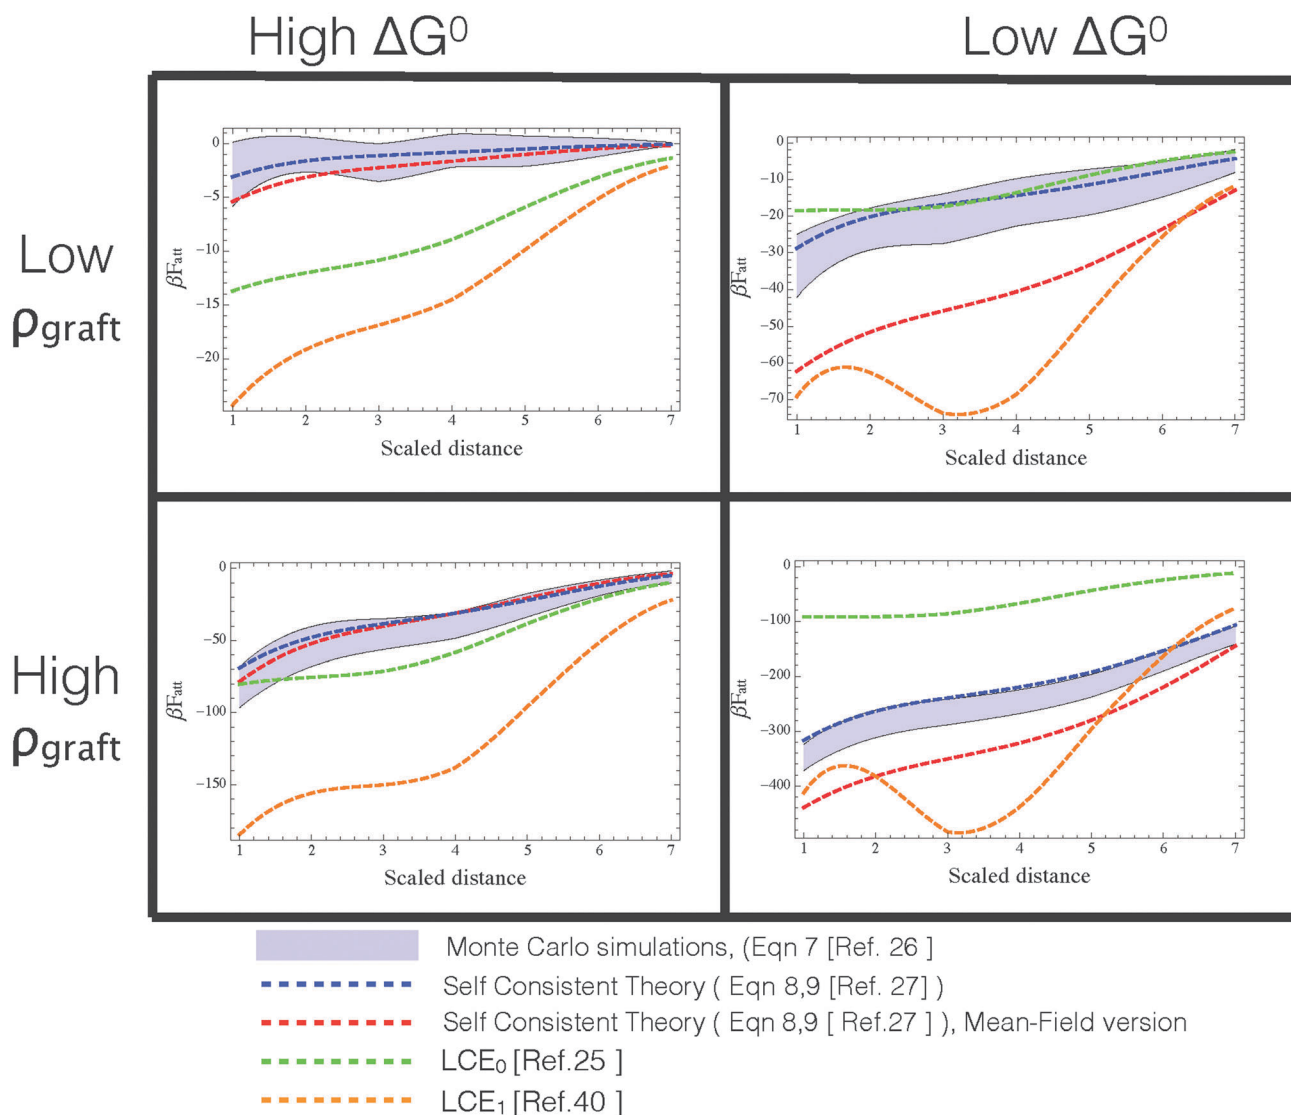 High ΔG⁰
Low ΔG⁰
Low
ρgraft
0
−5
−10
−15
−20
βFatt
1 2 3 4 5 6 7
Scaled distance
0
−10
−20
−30
−40
−50
−60
−70
βFatt
1 2 3 4 5 6 7
Scaled distance
High
ρgraft
0
−50
−100
−150
βFatt
1 2 3 4 5 6 7
Scaled distance
0
−100
−200
−300
−400
βFatt
1 2 3 4 5 6 7
Scaled distance
Monte Carlo simulations, (Eqn 7 [Ref. 26 ]
Self Consistent Theory ( Eqn 8,9 [Ref. 27] )
Self Consistent Theory ( Eqn 8,9 [ Ref.27 ] ), Mean-Field version
LCE₀ [Ref.25 ]
LCE₁ [Ref.40 ]